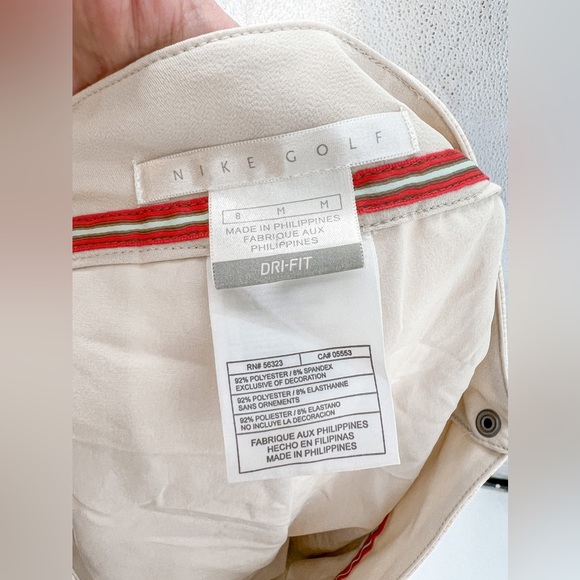 NIKE GOLF
8 M M
MADE IN PHILIPPINES
FABRIQUE AUX
PHILIPPINES
DRI-FIT
RN# 56323 CA# 05553
92% POLYESTER / 8% SPANDEX
EXCLUSIVE OF DECORATION
92% POLYESTER / 8% ELASTHANNE
SANS ORNEMENTS
92% POLIESTER / 8% ELASTANO
NO INCLUYE LA DECORACIÓN
FABRIQUE AUX PHILIPPINES
HECHO EN FILIPINAS
MADE IN PHILIPPINES